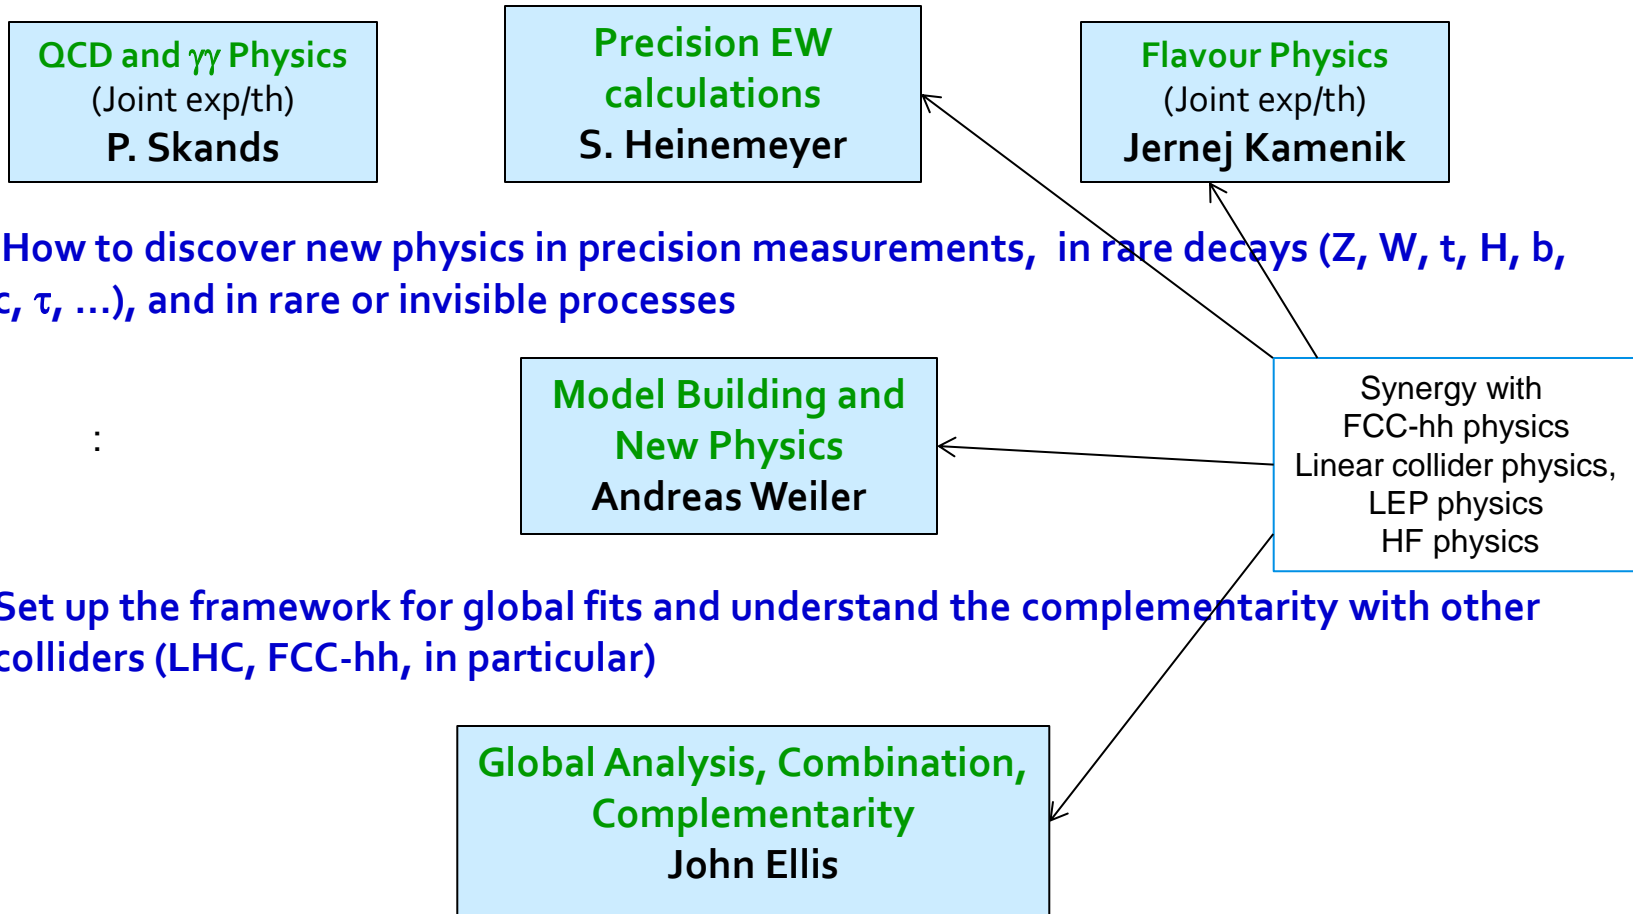 QCD and γγ Physics
(Joint exp/th)
P. Skands
Precision EW
calculations
S. Heinemeyer
Flavour Physics
(Joint exp/th)
Jernej Kamenik
How to discover new physics in precision measurements, in rare decays (Z, W, t, H, b,
c, τ, …), and in rare or invisible processes
Model Building and
New Physics
Andreas Weiler
:
Synergy with
FCC-hh physics
Linear collider physics,
LEP physics
HF physics
Set up the framework for global fits and understand the complementarity with other
colliders (LHC, FCC-hh, in particular)
Global Analysis, Combination,
Complementarity
John Ellis